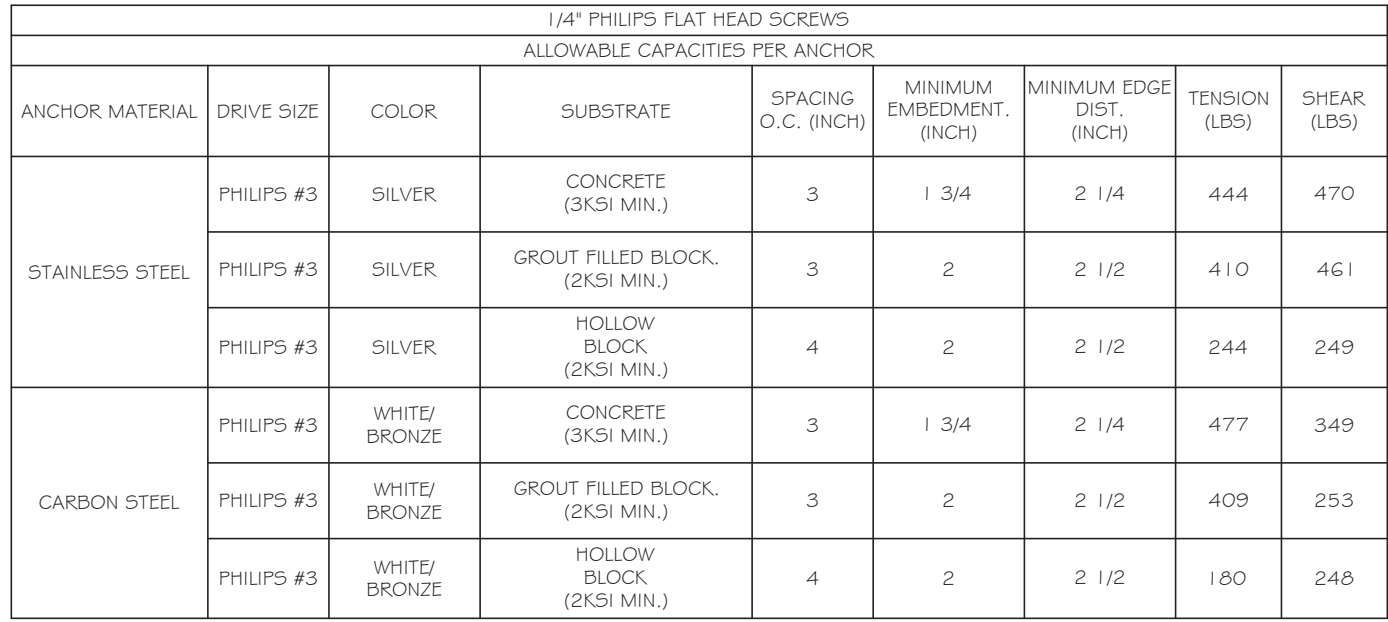 1/4" PHILIPS FLAT HEAD SCREWS
ALLOWABLE CAPACITIES PER ANCHOR
ANCHOR MATERIAL
DRIVE SIZE
COLOR
SUBSTRATE
SPACING
O.C. (INCH)
MINIMUM
EMBEDMENT.
(INCH)
MINIMUM EDGE
DIST.
(INCH)
TENSION
(LBS)
SHEAR
(LBS)
STAINLESS STEEL
PHILIPS #3
SILVER
CONCRETE
(3KSI MIN.)
3
1 3/4
2 1/4
444
470
PHILIPS #3
SILVER
GROUT FILLED BLOCK.
(2KSI MIN.)
3
2
2 1/2
410
461
PHILIPS #3
SILVER
HOLLOW
BLOCK
(2KSI MIN.)
4
2
2 1/2
244
249
CARBON STEEL
PHILIPS #3
WHITE/
BRONZE
CONCRETE
(3KSI MIN.)
3
1 3/4
2 1/4
477
349
PHILIPS #3
WHITE/
BRONZE
GROUT FILLED BLOCK.
(2KSI MIN.)
3
2
2 1/2
409
253
PHILIPS #3
WHITE/
BRONZE
HOLLOW
BLOCK
(2KSI MIN.)
4
2
2 1/2
180
248